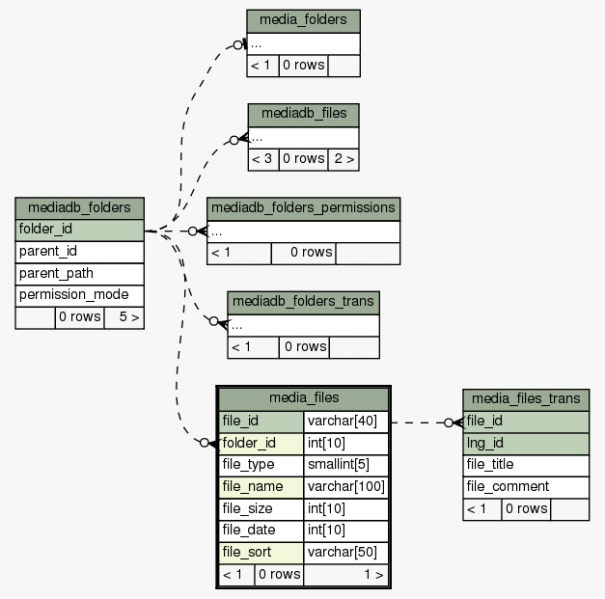 media_folders
...
< 1 0 rows
mediadb_files
...
< 3 0 rows 2 >
mediadb_folders
folder_id
parent_id
parent_path
permission_mode
0 rows 5 >
mediadb_folders_permissions
...
< 1 0 rows
mediadb_folders_trans
...
< 1 0 rows
media_files
file_id varchar[40]
folder_id int[10]
file_type smallint[5]
file_name varchar[100]
file_size int[10]
file_date int[10]
file_sort varchar[50]
< 1 0 rows 1 >
media_files_trans
file_id
lng_id
file_title
file_comment
< 1 0 rows